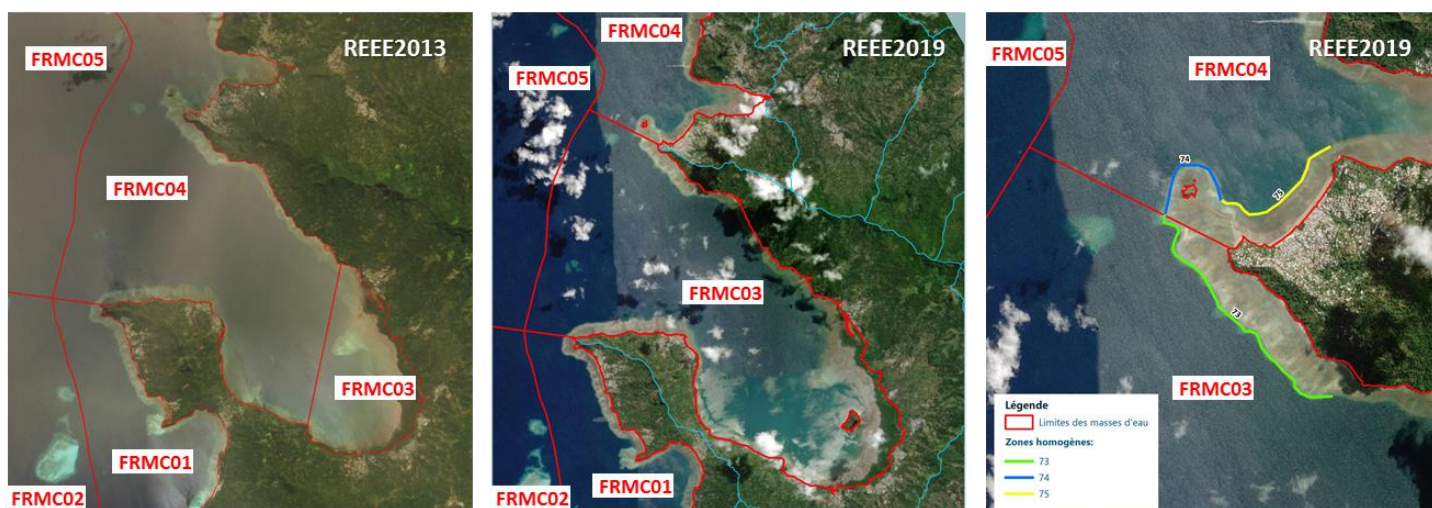 REEE2013
FRMC05
FRMC04
FRMC03
FRMC01
FRMC02
REEE2019
FRMC04
FRMC05
FRMC03
FRMC01
FRMC02
REEE2019
FRMC05
FRMC04
74
75
73
FRMC03
Légende
Limites des masses d'eau
Zones homogènes:
73
74
75